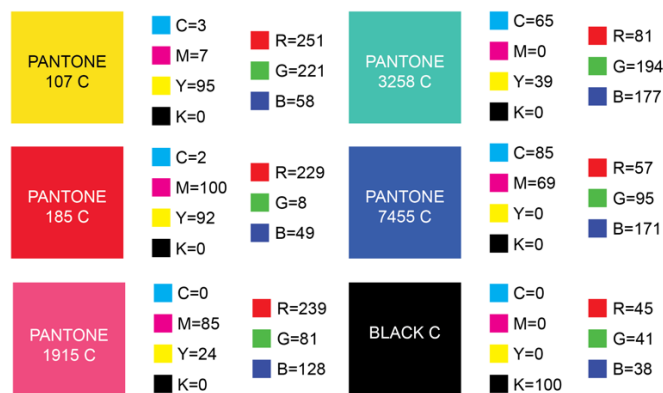 PANTONE
107 C
C=3
M=7
Y=95
K=0
R=251
G=221
B=58
PANTONE
3258 C
C=65
M=0
Y=39
K=0
R=81
G=194
B=177
PANTONE
185 C
C=2
M=100
Y=92
K=0
R=229
G=8
B=49
PANTONE
7455 C
C=85
M=69
Y=0
K=0
R=57
G=95
B=171
PANTONE
1915 C
C=0
M=85
Y=24
K=0
R=239
G=81
B=128
BLACK C
C=0
M=0
Y=0
K=100
R=45
G=41
B=38